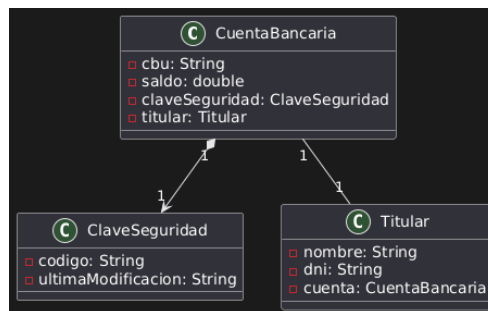 C CuentaBancaria
cbu: String
saldo: double
claveSeguridad: ClaveSeguridad
titular: Titular
1
1
1
1
C ClaveSeguridad
codigo: String
ultimaModificacion: String
C Titular
nombre: String
dni: String
cuenta: CuentaBancaria